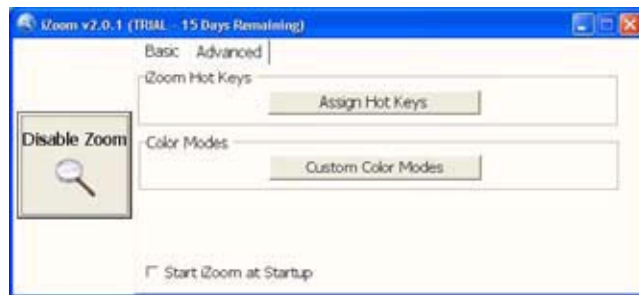 iZoom v2.0.1 (TRIAL - 15 Days Remaining)
Basic Advanced
iZoom Hot Keys
Assign Hot Keys
Disable Zoom
Color Modes
Custom Color Modes
Start iZoom at Startup